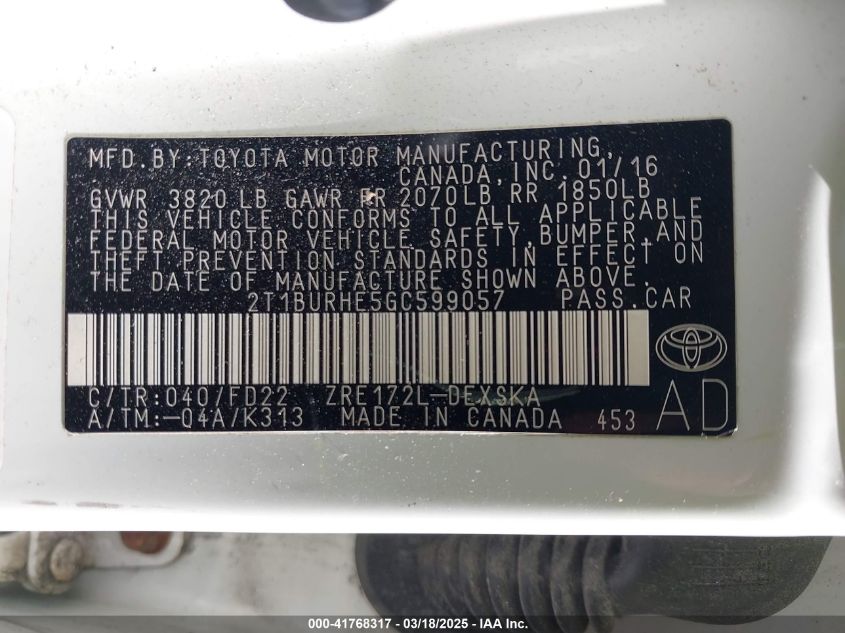 MFD.BY:TOYOTA MOTOR MANUFACTURING,
CANADA,INC.01/16
GVWR 3820 LB GAWR FR 2070LB,RR 1850LB
THIS VEHICLE CONFORMS TO ALL APPLICABLE
FEDERAL MOTOR VEHICLE SAFETY,BUMPER,AND
THEFT PREVENTION STANDARDS IN EFFECT ON
THE DATE OF MANUFACTURE SHOWN ABOVE.
2T1BURHE5GC599057 PASS.CAR
C/TR:040/FD22 ZRE172L-DEXSKA
A/TM:-04A/K313 MADE IN CANADA 453
AD
000-41768317 - 03/18/2025 - IAA Inc.